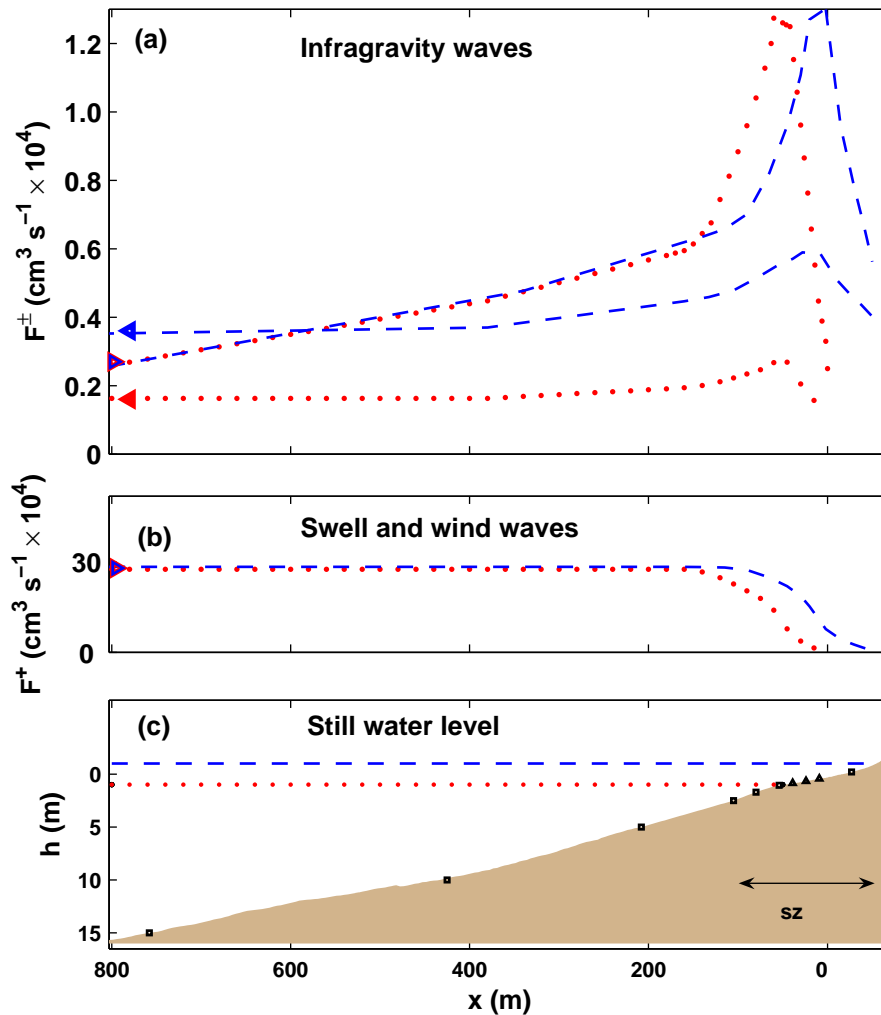 (a)
Infragravity waves
1.2
1.0
0.8
0.6
0.4
0.2
0
F± (cm³ s⁻¹ × 10⁴)
(b)
Swell and wind waves
30
0
F⁺ (cm³ s⁻¹ × 10⁴)
(c)
Still water level
0
5
10
15
h (m)
sz
800 600 400 200 0
x (m)